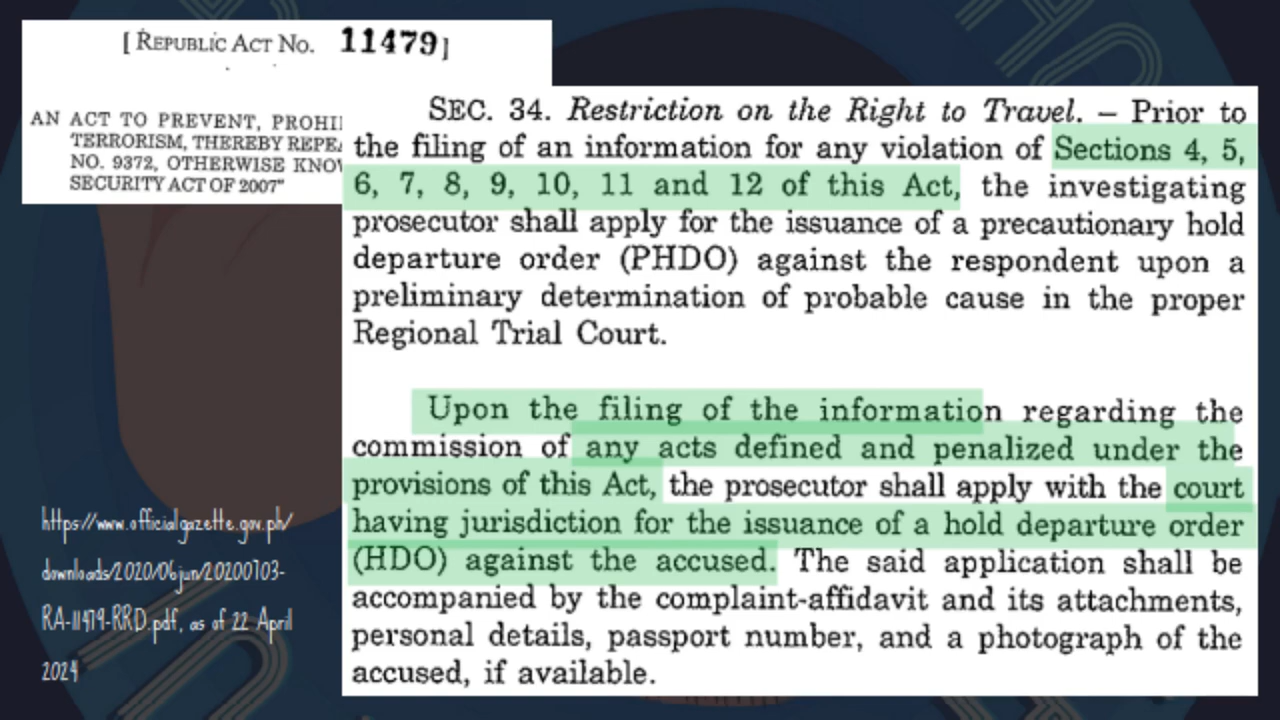 [ REPUBLIC ACT NO. 11479 ]
AN ACT TO PREVENT, PROHI
TERRORISM, THEREBY REPE
NO. 9372, OTHERWISE KNO
SECURITY ACT OF 2007"
SEC. 34. Restriction on the Right to Travel. – Prior to
the filing of an information for any violation of Sections 4, 5,
6, 7, 8, 9, 10, 11 and 12 of this Act, the investigating
prosecutor shall apply for the issuance of a precautionary hold
departure order (PHDO) against the respondent upon a
preliminary determination of probable cause in the proper
Regional Trial Court.
Upon the filing of the information regarding the
commission of any acts defined and penalized under the
provisions of this Act, the prosecutor shall apply with the court
having jurisdiction for the issuance of a hold departure order
(HDO) against the accused. The said application shall be
accompanied by the complaint-affidavit and its attachments,
personal details, passport number, and a photograph of the
accused, if available.
https://www.officialgazette.gov.ph/
downloads/2020/06jun/20200703-
RA-11479-RRD.pdf, as of 22 April
2024